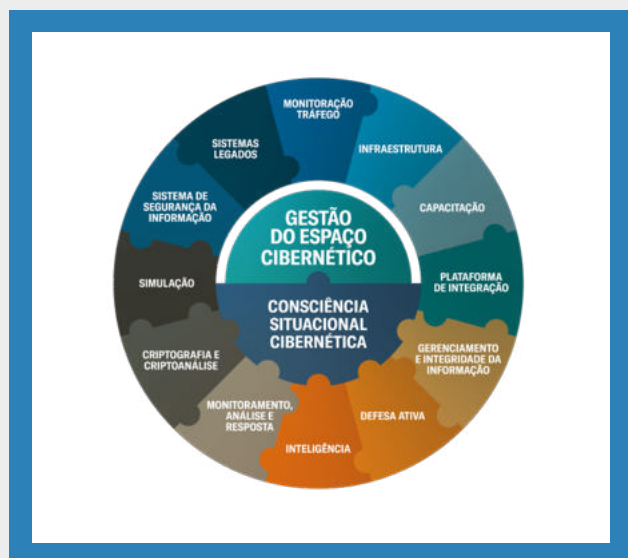 MONITORAÇÃO
TRÁFEGO
INFRAESTRUTURA
CAPACITAÇÃO
PLATAFORMA
DE INTEGRAÇÃO
GERENCIAMENTO
E INTEGRIDADE DA
INFORMAÇÃO
DEFESA ATIVA
INTELIGÊNCIA
MONITORAMENTO,
ANÁLISE E
RESPOSTA
CRIPTOGRAFIA E
CRIPTOANÁLISE
SIMULAÇÃO
SISTEMA DE
SEGURANÇA DA
INFORMAÇÃO
SISTEMAS
LEGADOS
GESTÃO
DO ESPAÇO
CIBERNÉTICO
CONSCIÊNCIA
SITUACIONAL
CIBERNÉTICA